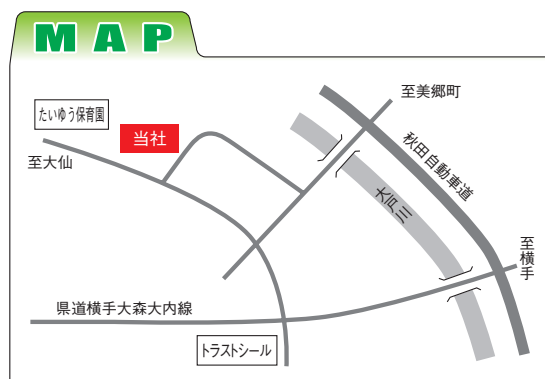 MAP
至美郷町
たいゆう保育園
当社
秋田自動車道
至大仙
大戸川
至横手
県道横手大森大内線
トラストシール